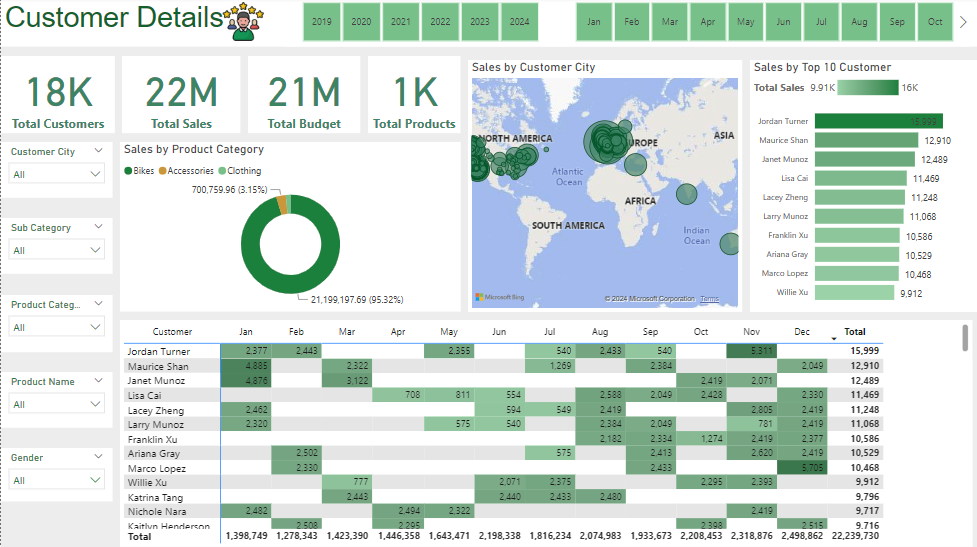 Customer Details
2019 2020 2021 2022 2023 2024
Jan Feb Mar Apr May Jun Jul Aug Sep Oct
18K
Total Customers
22M
Total Sales
21M
Total Budget
1K
Total Products
Customer City
All
Sub Category
All
Product Categ...
All
Product Name
All
Gender
All
Sales by Product Category
Bikes Accessories Clothing
700,759.96 (3.15%)
21,199,197.69 (95.32%)
Sales by Customer City
NORTH AMERICA
EUROPE
ASIA
Atlantic
Ocean
AFRICA
SOUTH AMERICA
Indian
Ocean
Microsoft Bing
© 2024 Microsoft Corporation Terms
Sales by Top 10 Customer
Total Sales 9.91K 16K
Jordan Turner 15,999
Maurice Shan 12,910
Janet Munoz 12,489
Lisa Cai 11,469
Lacey Zheng 11,248
Larry Munoz 11,068
Franklin Xu 10,586
Ariana Gray 10,529
Marco Lopez 10,468
Willie Xu 9,912
Customer Jan Feb Mar Apr May Jun Jul Aug Sep Oct Nov Dec Total
Jordan Turner 2,377 2,443 2,355 540 2,433 540 5,311 15,999
Maurice Shan 4,885 2,322 1,269 2,384 2,049 12,910
Janet Munoz 4,876 3,122 2,419 2,071 12,489
Lisa Cai 708 811 554 2,588 2,049 2,428 2,330 11,469
Lacey Zheng 2,462 594 549 2,419 2,805 2,419 11,248
Larry Munoz 2,320 575 540 2,384 2,049 781 2,419 11,068
Franklin Xu 2,182 2,334 1,274 2,419 2,377 10,586
Ariana Gray 2,502 575 2,413 2,620 2,419 10,529
Marco Lopez 2,330 2,433 5,705 10,468
Willie Xu 777 2,071 2,375 2,295 2,393 9,912
Katrina Tang 2,443 2,440 2,433 2,480 9,796
Nichole Nara 2,482 2,494 2,322 2,419 9,717
Kaitlyn Henderson 2,508 2,295 2,398 2,515 9,716
Total 1,398,749 1,278,343 1,423,390 1,446,358 1,643,471 2,198,338 1,816,234 2,074,983 1,933,673 2,208,453 2,318,876 2,498,862 22,239,730